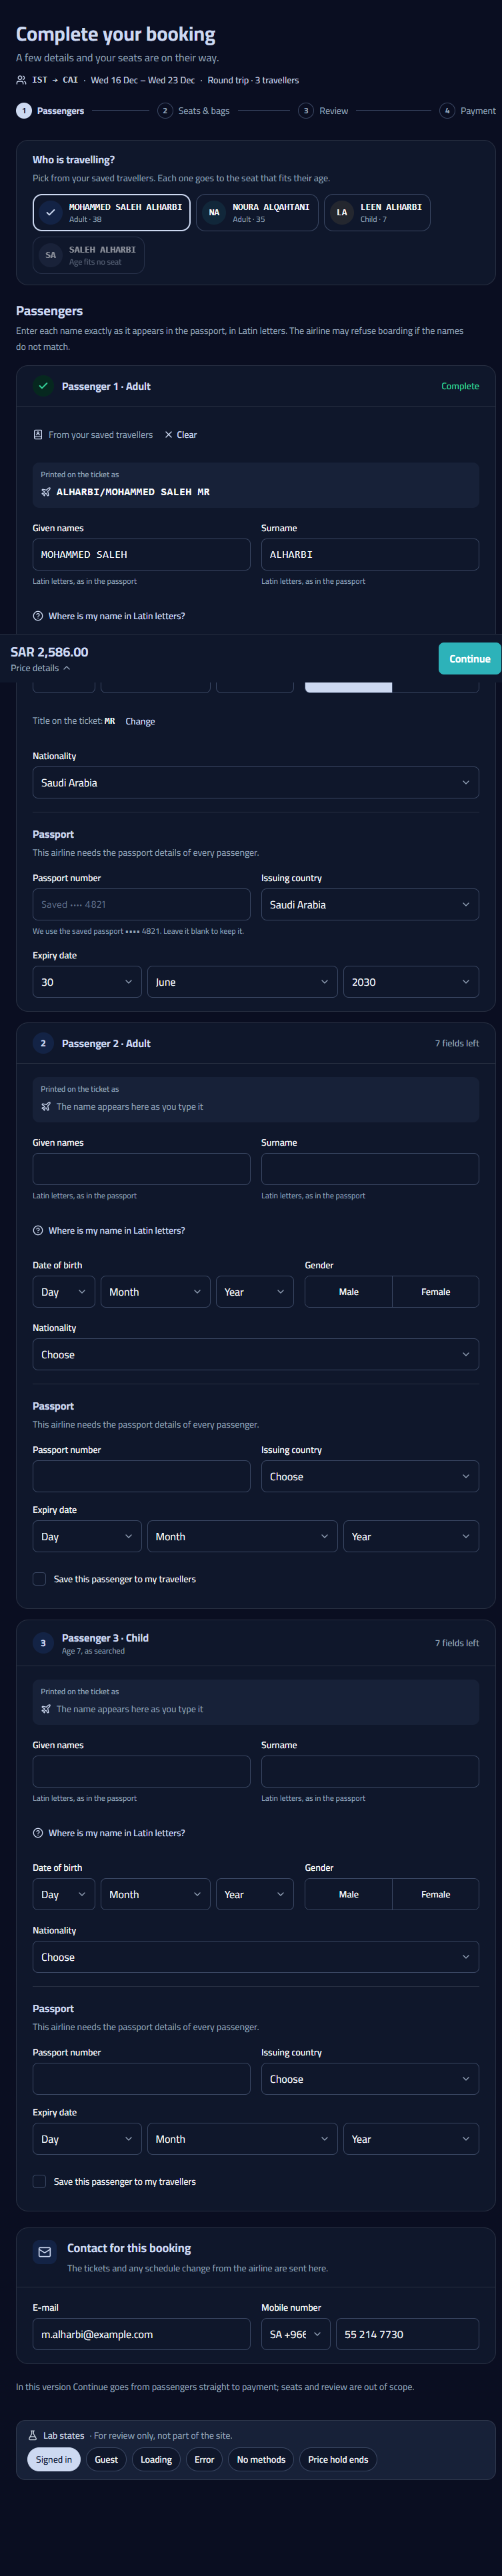 Complete your booking
A few details and your seats are on their way.
IST → CAI · Wed 16 Dec – Wed 23 Dec · Round trip · 3 travellers
1 Passengers 2 Seats & bags 3 Review 4 Payment
Who is travelling?
Pick from your saved travellers. Each one goes to the seat that fits their age.
MOHAMMED SALEH ALHARBI
Adult · 38
NA NOURA ALQAHTANI
Adult · 35
LA LEEN ALHARBI
Child · 7
SA SALEH ALHARBI
Age fits no seat
Passengers
Enter each name exactly as it appears in the passport, in Latin letters. The airline may refuse boarding if the names
do not match.
Passenger 1 · Adult Complete
From your saved travellers Clear
Printed on the ticket as
ALHARBI/MOHAMMED SALEH MR
Given names Surname
MOHAMMED SALEH ALHARBI
Latin letters, as in the passport Latin letters, as in the passport
Where is my name in Latin letters?
SAR 2,586.00
Price details
Continue
Title on the ticket: MR Change
Nationality
Saudi Arabia
Passport
This airline needs the passport details of every passenger.
Passport number Issuing country
Saved •••• 4821 Saudi Arabia
We use the saved passport •••• 4821. Leave it blank to keep it.
Expiry date
30 June 2030
2 Passenger 2 · Adult 7 fields left
Printed on the ticket as
The name appears here as you type it
Given names Surname
Latin letters, as in the passport Latin letters, as in the passport
Where is my name in Latin letters?
Date of birth Gender
Day Month Year Male Female
Nationality
Choose
Passport
This airline needs the passport details of every passenger.
Passport number Issuing country
Choose
Expiry date
Day Month Year
Save this passenger to my travellers
3 Passenger 3 · Child 7 fields left
Age 7, as searched
Printed on the ticket as
The name appears here as you type it
Given names Surname
Latin letters, as in the passport Latin letters, as in the passport
Where is my name in Latin letters?
Date of birth Gender
Day Month Year Male Female
Nationality
Choose
Passport
This airline needs the passport details of every passenger.
Passport number Issuing country
Choose
Expiry date
Day Month Year
Save this passenger to my travellers
Contact for this booking
The tickets and any schedule change from the airline are sent here.
E-mail Mobile number
m.alharbi@example.com SA +966 55 214 7730
In this version Continue goes from passengers straight to payment; seats and review are out of scope.
Lab states · For review only, not part of the site.
Signed in Guest Loading Error No methods Price hold ends